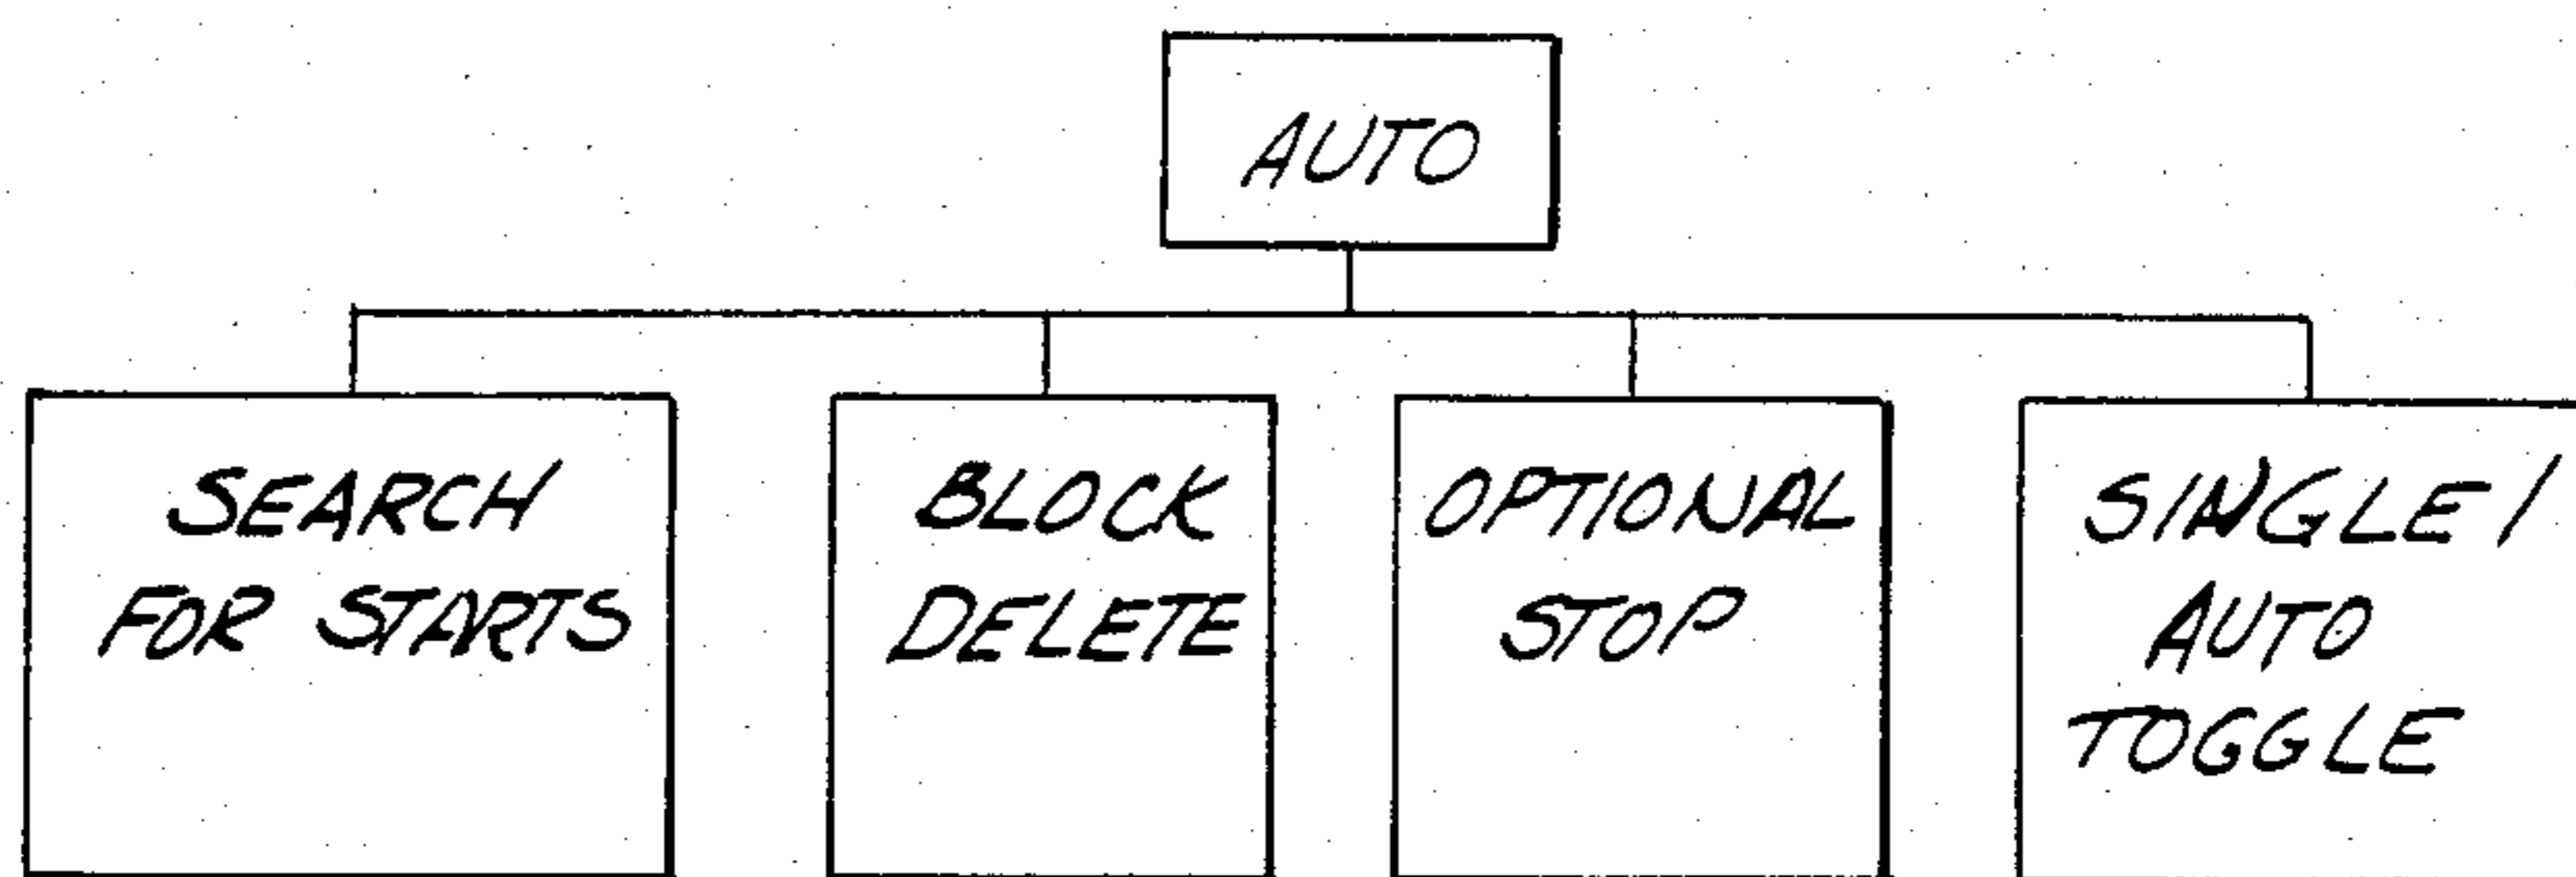 AUTO
SEARCH
FOR STARTS
BLOCK
DELETE
OPTIONAL
STOP
SINGLE/
AUTO
TOGGLE